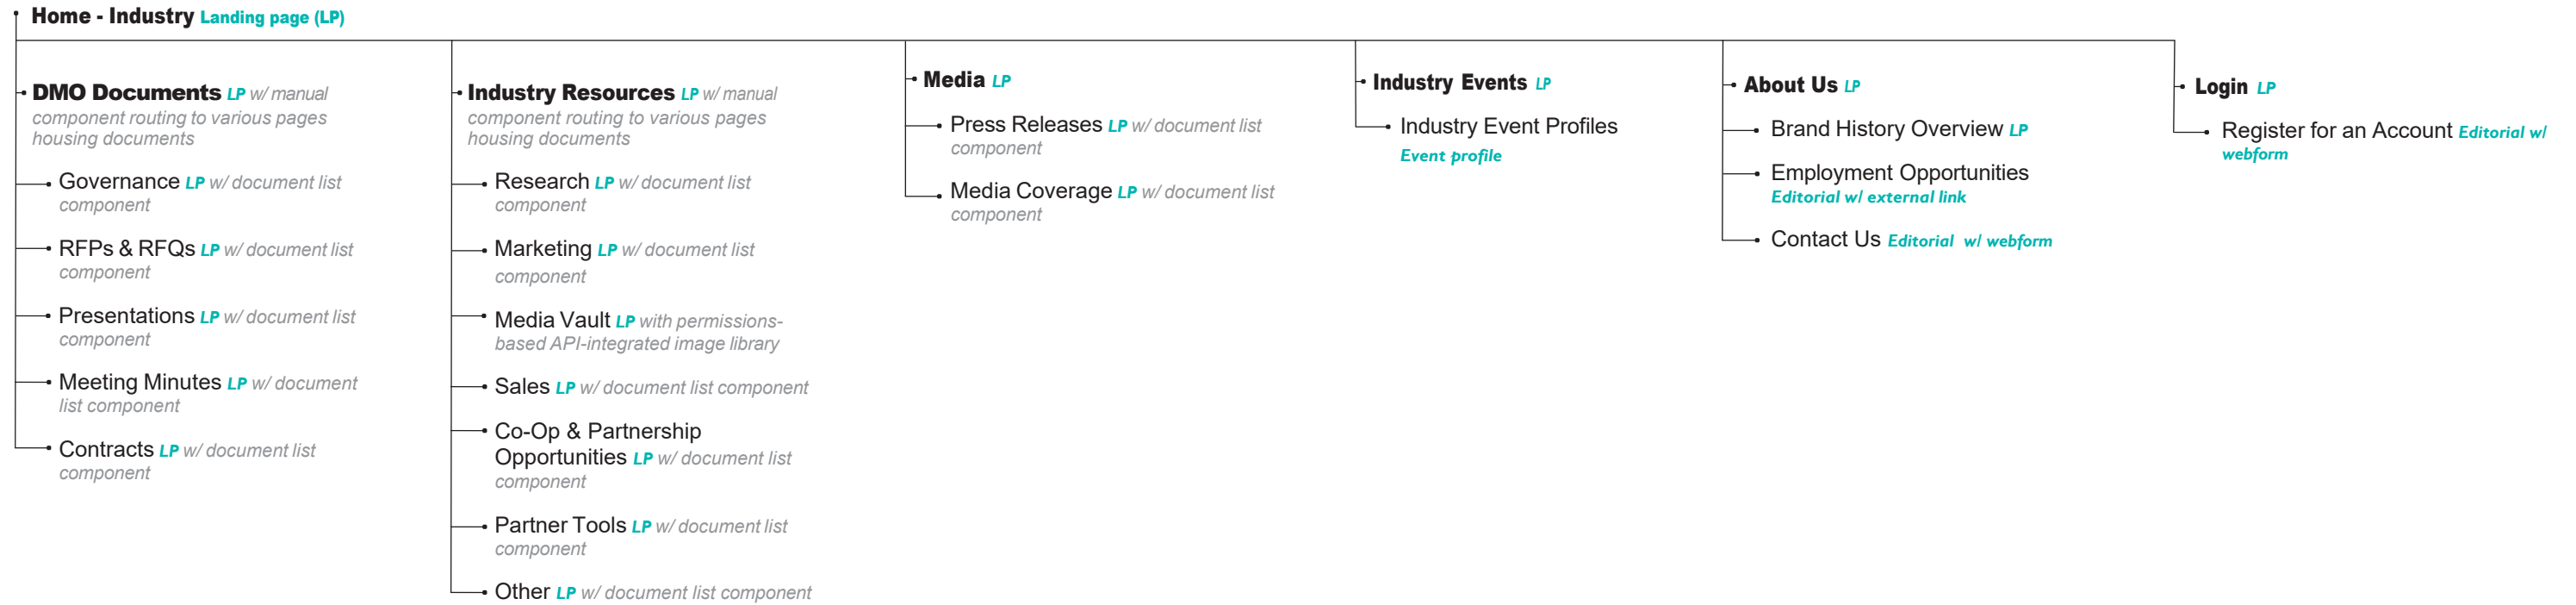 Home - Industry Landing page (LP)
DMO Documents LP w/ manual
component routing to various pages
housing documents
Governance LP w/ document list
component
RFPs & RFQs LP w/ document list
component
Presentations LP w/ document list
component
Meeting Minutes LP w/ document
list component
Contracts LP w/ document list
component
Industry Resources LP w/ manual
component routing to various pages
housing documents
Research LP w/ document list
component
Marketing LP w/ document list
component
Media Vault LP with permissions-
based API-integrated image library
Sales LP w/ document list component
Co-Op & Partnership
Opportunities LP w/ document list
component
Partner Tools LP w/ document list
component
Other LP w/ document list component
Media LP
Press Releases LP w/ document list
component
Media Coverage LP w/ document list
component
Industry Events LP
Industry Event Profiles
Event profile
About Us LP
Brand History Overview LP
Employment Opportunities
Editorial w/ external link
Contact Us Editorial w/ webform
Login LP
Register for an Account Editorial w/
webform